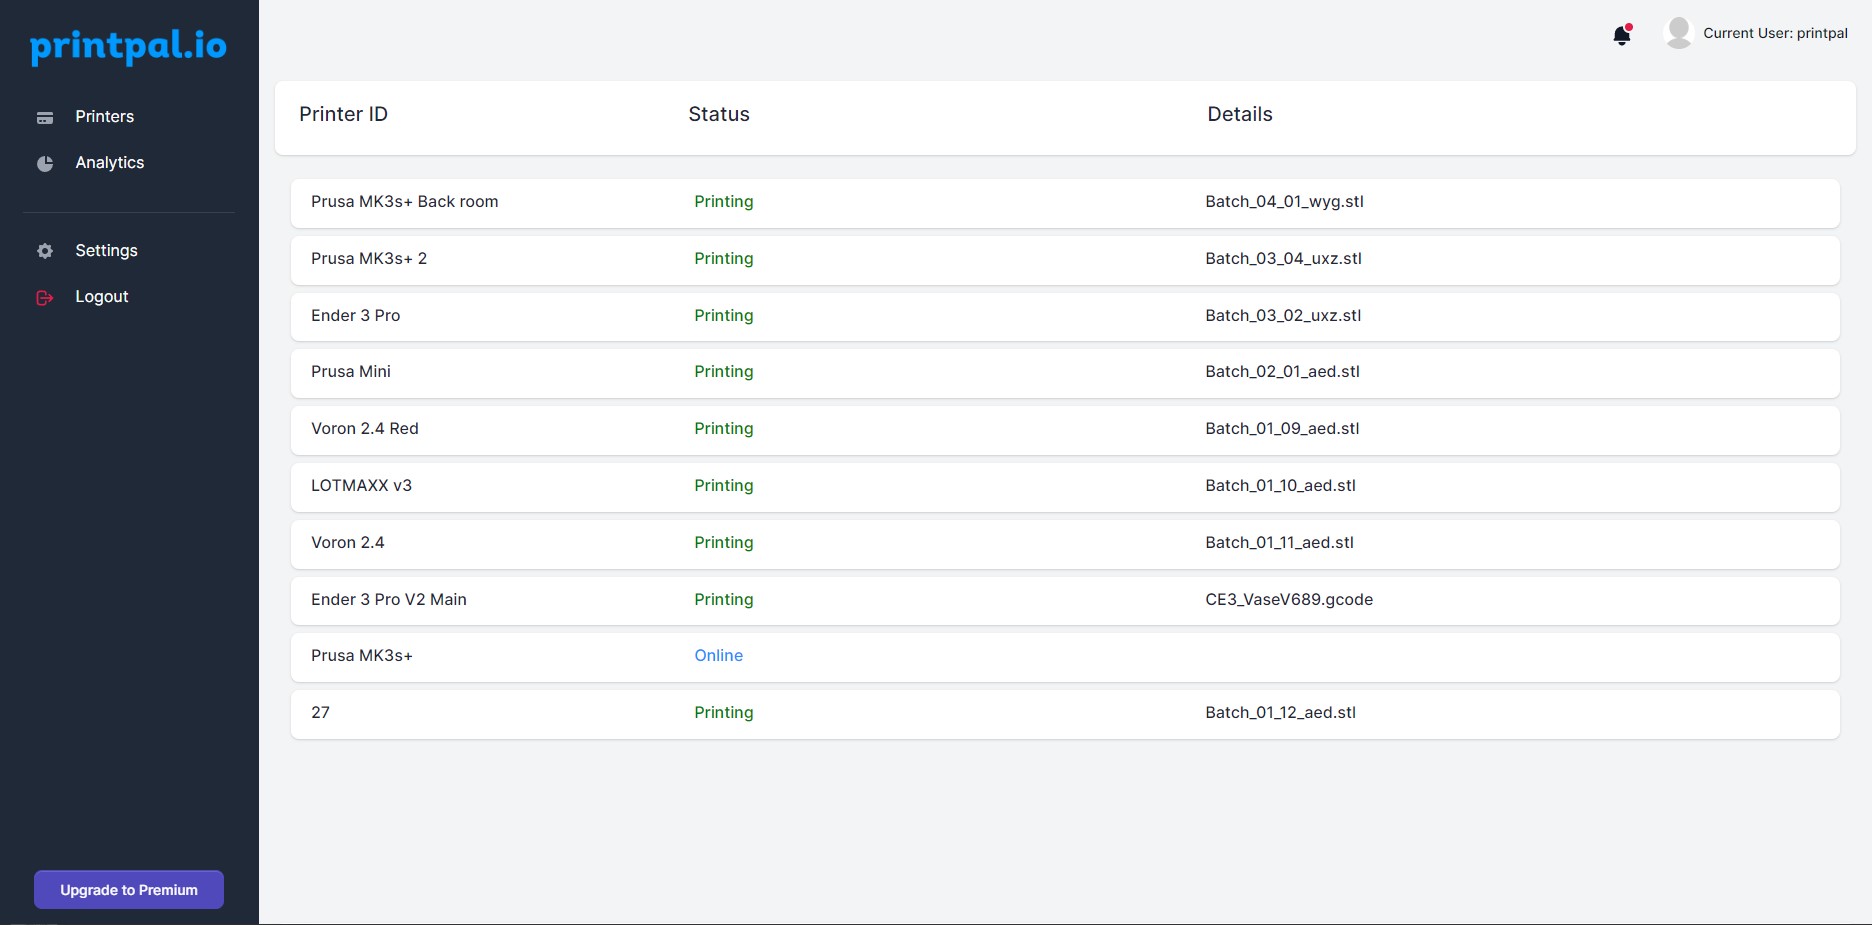 printpal.io
Printers
Analytics
Settings
Logout
Upgrade to Premium
Current User: printpal
Printer ID Status Details
Prusa MK3s+ Back room Printing Batch_04_01_wyg.stl
Prusa MK3s+ 2 Printing Batch_03_04_uxz.stl
Ender 3 Pro Printing Batch_03_02_uxz.stl
Prusa Mini Printing Batch_02_01_aed.stl
Voron 2.4 Red Printing Batch_01_09_aed.stl
LOTMAXX v3 Printing Batch_01_10_aed.stl
Voron 2.4 Printing Batch_01_11_aed.stl
Ender 3 Pro V2 Main Printing CE3_VaseV689.gcode
Prusa MK3s+ Online
27 Printing Batch_01_12_aed.stl